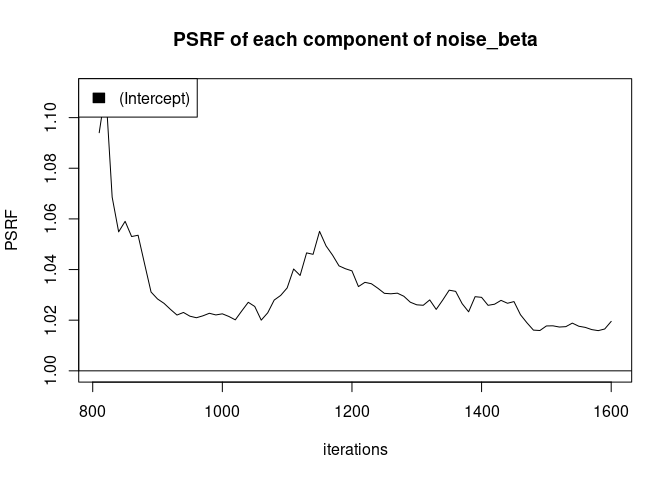 PSRF of each component of noise_beta
(Intercept)
1.10
1.08
1.06
1.04
1.02
1.00
PSRF
800 1000 1200 1400 1600
iterations